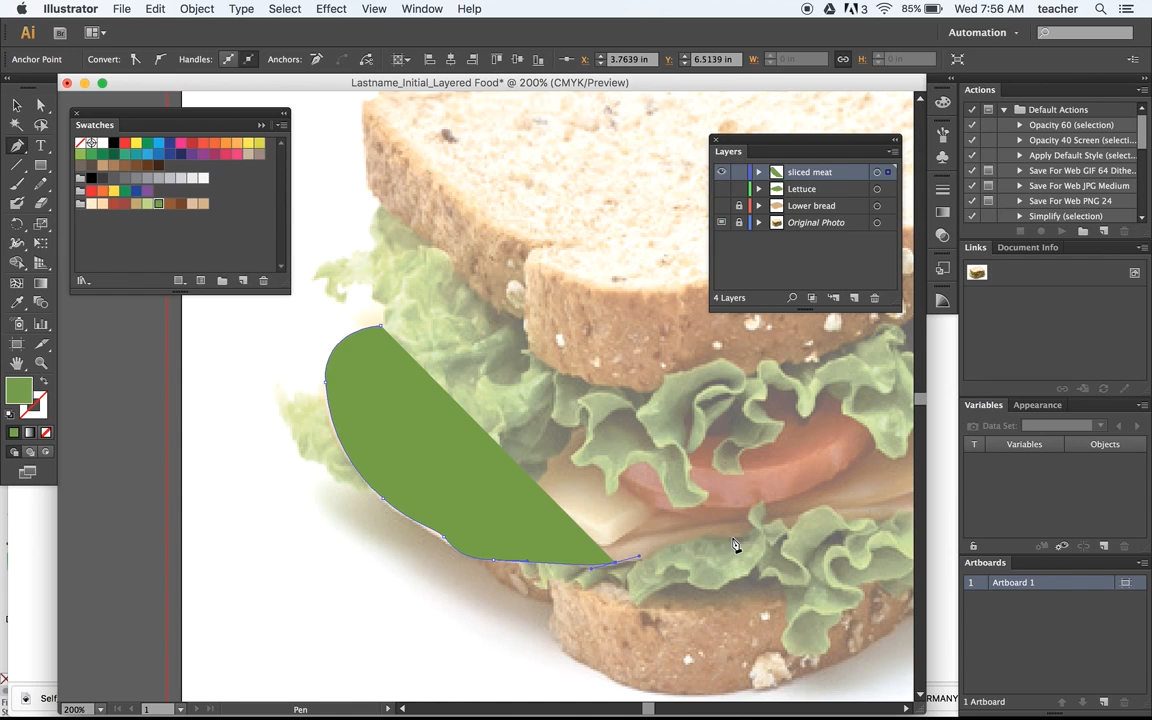 Illustrator File Edit Object Type Select Effect View Window Help 3 85% Wed 7:56 AM teacher
Ai Br Automation
Anchor Point Convert: Handles: Anchors: X: 3.7639 in Y: 6.5139 in W: 0 in H: 0 in
Lastname_Initial_Layered Food* @ 200% (CMYK/Preview)
Swatches
Layers
sliced meat
Lettuce
Lower bread
Original Photo
4 Layers
Actions
Default Actions
Opacity 60 (selection)
Opacity 40 Screen (selecti...
Apply Default Style (select...
Save For Web GIF 64 Dithe...
Save For Web JPG Medium
Save For Web PNG 24
Simplify (selection)
Links Document Info
Variables Appearance
Data Set:
T Variables Objects
Artboards
1 Artboard 1
1 Artboard
Self
RMANY
200% 1 Pen